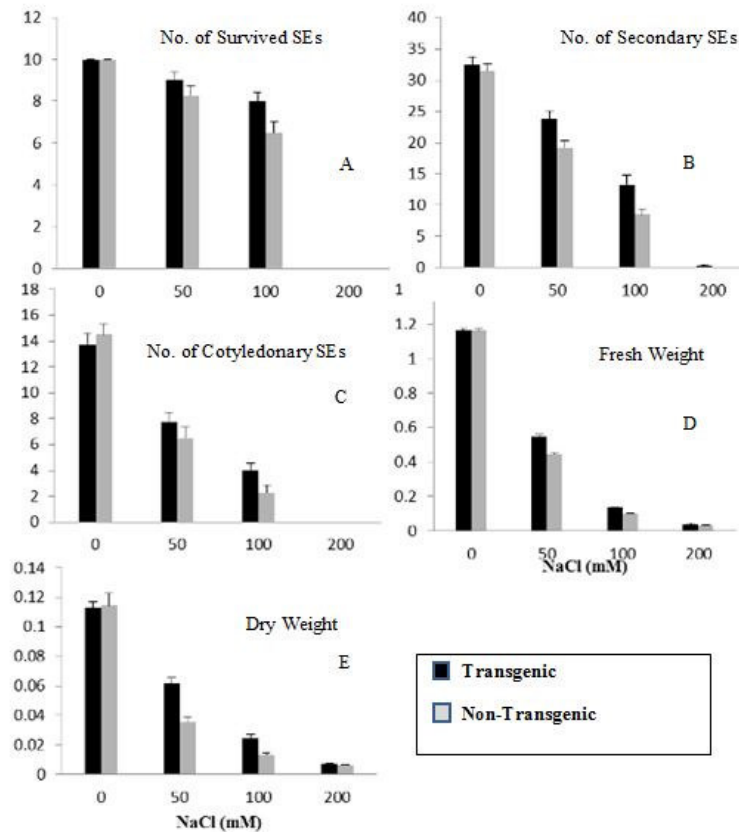 12
10
8
6
4
2
0
No. of Survived SEs
A
0 50 100 200
40
35
30
25
20
15
10
5
0
No. of Secondary SEs
B
0 50 100 200
18
16
14
12
10
8
6
4
2
0
No. of Cotyledonary SEs
C
0 50 100 200
1
1.2
1
0.8
0.6
0.4
0.2
0
Fresh Weight
D
0 50 100 200
NaCl (mM)
0.14
0.12
0.1
0.08
0.06
0.04
0.02
0
Dry Weight
E
0 50 100 200
NaCl (mM)
Transgenic
Non-Transgenic